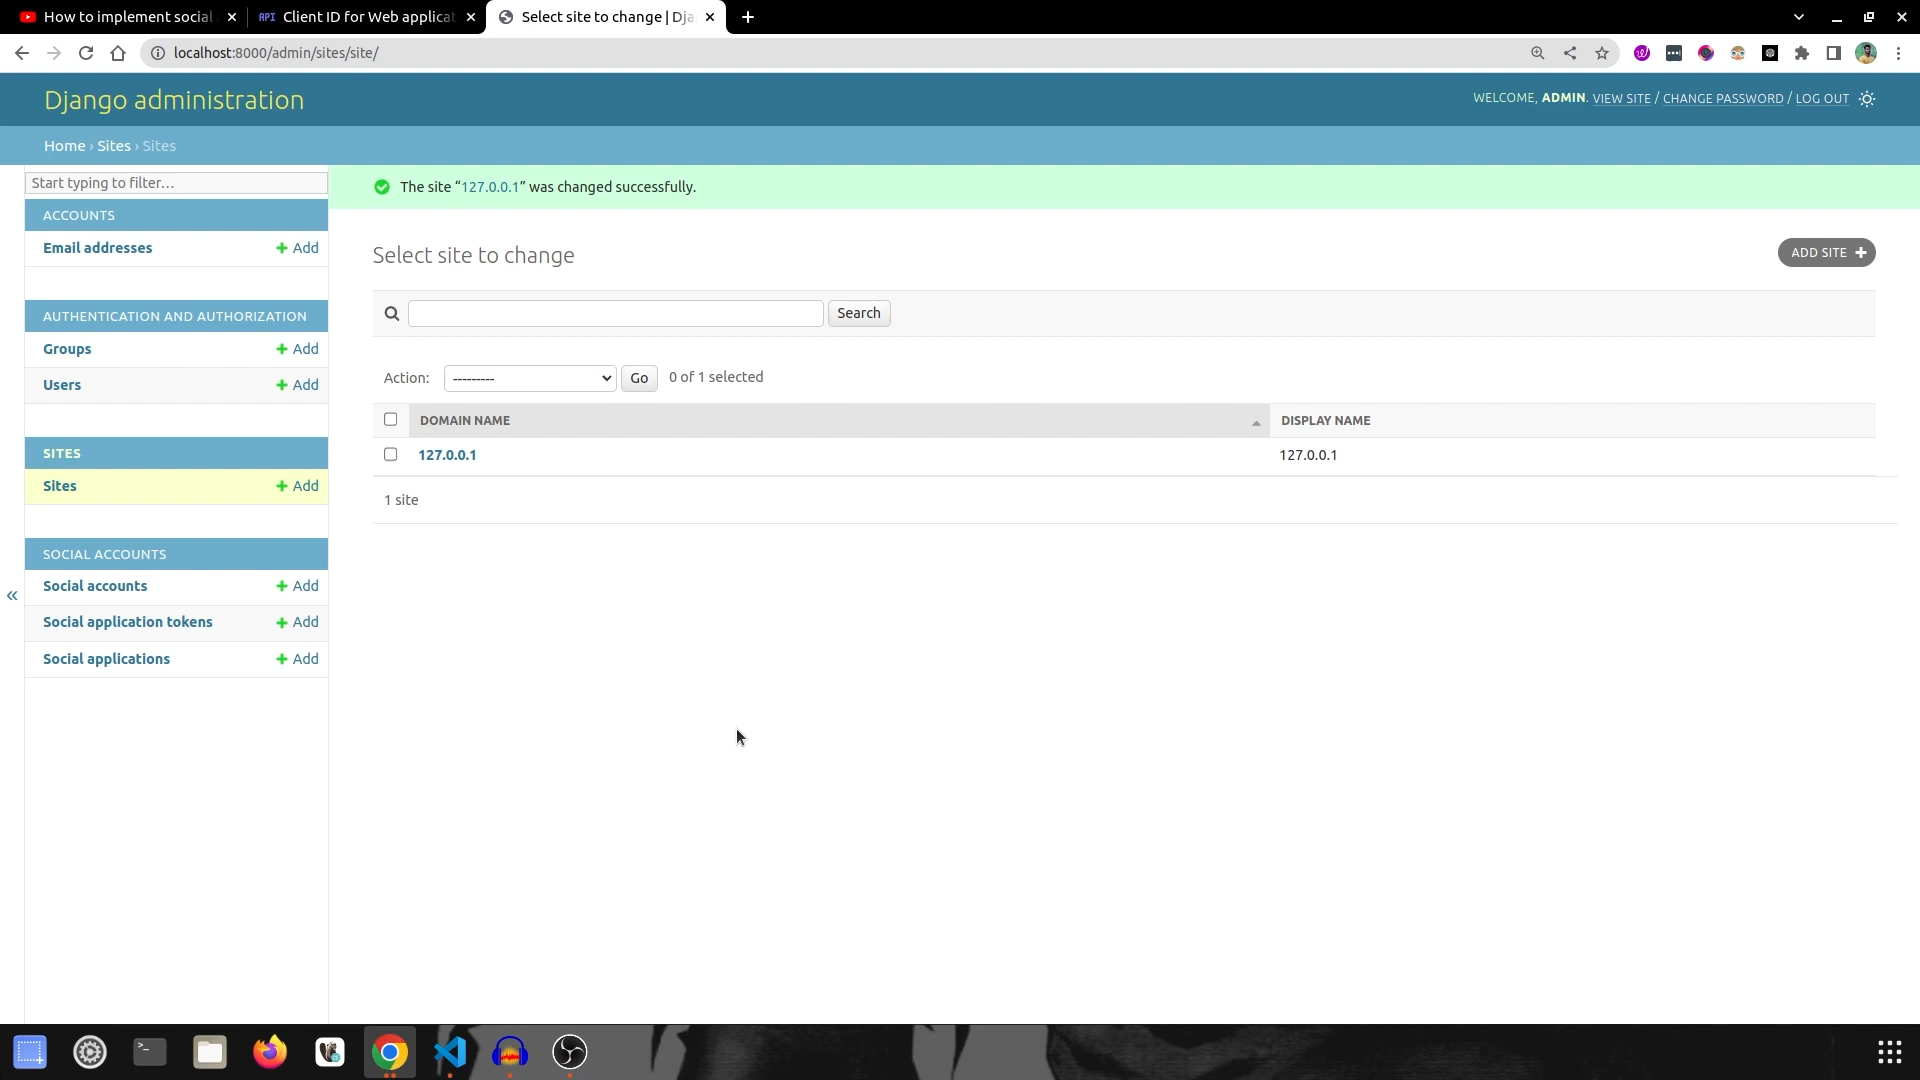 How to implement social
API Client ID for Web applicat
Select site to change | Dja
localhost:8000/admin/sites/site/
Django administration
WELCOME, ADMIN. VIEW SITE / CHANGE PASSWORD / LOG OUT
Home › Sites › Sites
Start typing to filter…
ACCOUNTS
Email addresses
+ Add
AUTHENTICATION AND AUTHORIZATION
Groups
+ Add
Users
+ Add
SITES
Sites
+ Add
SOCIAL ACCOUNTS
Social accounts
+ Add
Social application tokens
+ Add
Social applications
+ Add
«
The site “127.0.0.1” was changed successfully.
Select site to change
ADD SITE +
Search
Action:
---------
Go
0 of 1 selected
DOMAIN NAME
DISPLAY NAME
127.0.0.1
127.0.0.1
1 site